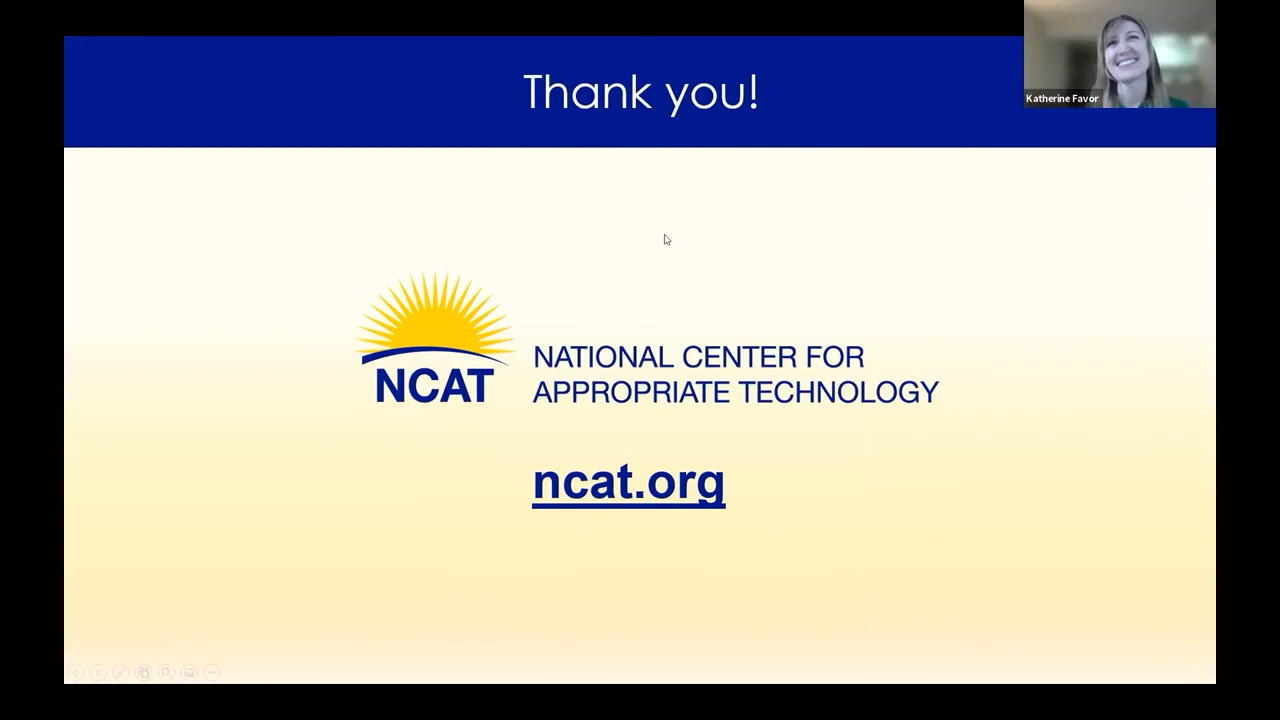 Thank you!
Katherine Favor
NCAT
NATIONAL CENTER FOR
APPROPRIATE TECHNOLOGY
ncat.org